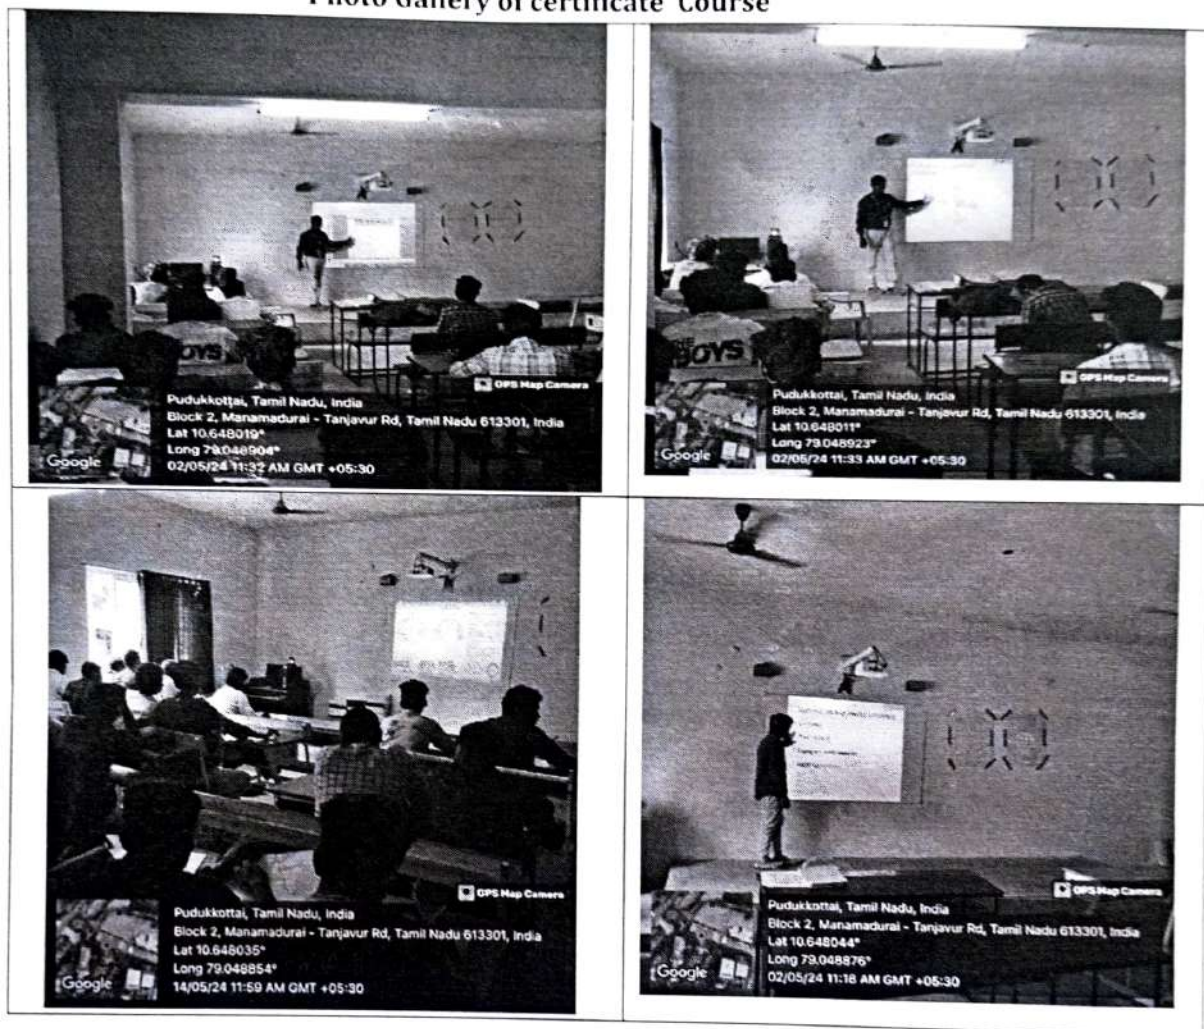 Photo Gallery of certificate Course
BOYS
GPS Map Camera
Pudukkottai, Tamil Nadu, India
Block 2, Manamadurai - Tanjavur Rd, Tamil Nadu 613301, India
Lat 10.648019°
Long 79.048904°
02/05/24 11:32 AM GMT +05:30
Google
BOYS
GPS Map Camera
Pudukkottai, Tamil Nadu, India
Block 2, Manamadurai - Tanjavur Rd, Tamil Nadu 613301, India
Lat 10.648011°
Long 79.048923°
02/05/24 11:33 AM GMT +05:30
Google
GPS Map Camera
Pudukkottai, Tamil Nadu, India
Block 2, Manamadurai - Tanjavur Rd, Tamil Nadu 613301, India
Lat 10.648035°
Long 79.048854°
14/05/24 11:59 AM GMT +05:30
Google
GPS Map Camera
Pudukkottai, Tamil Nadu, India
Block 2, Manamadurai - Tanjavur Rd, Tamil Nadu 613301, India
Lat 10.648044°
Long 79.048876°
02/05/24 11:18 AM GMT +05:30
Google